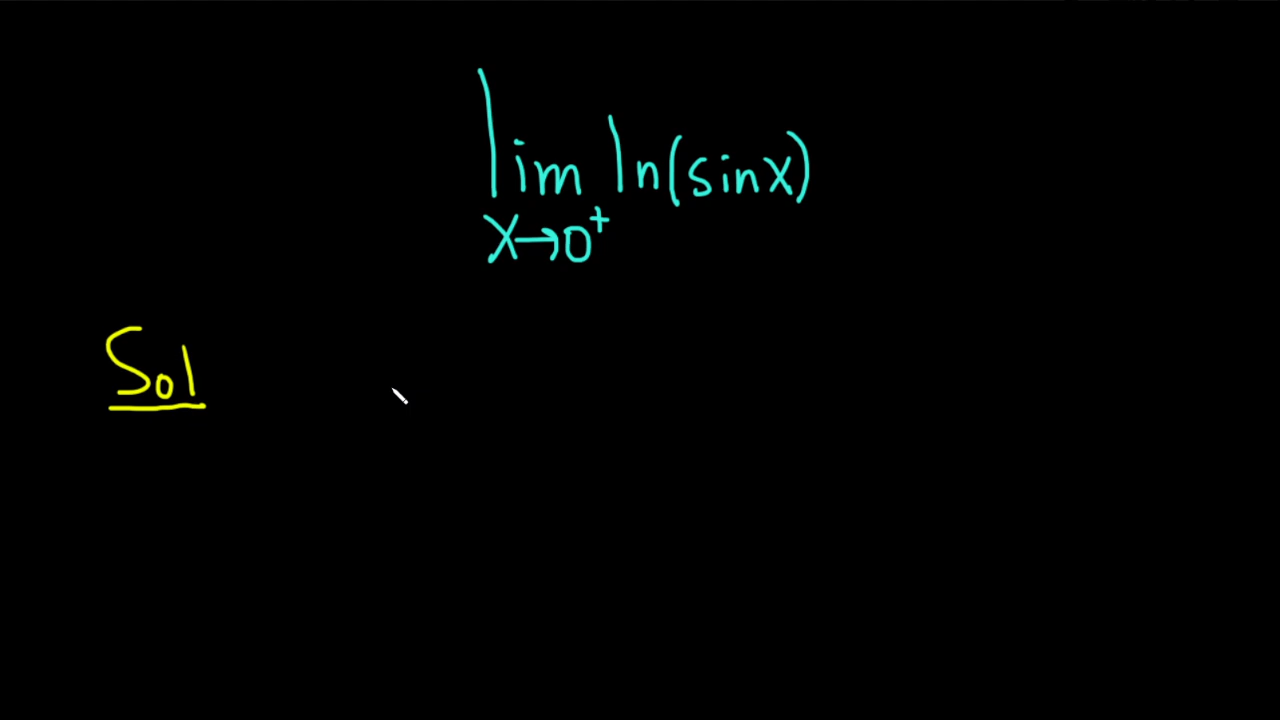 lim ln(sinx)
x→0⁺
Sol